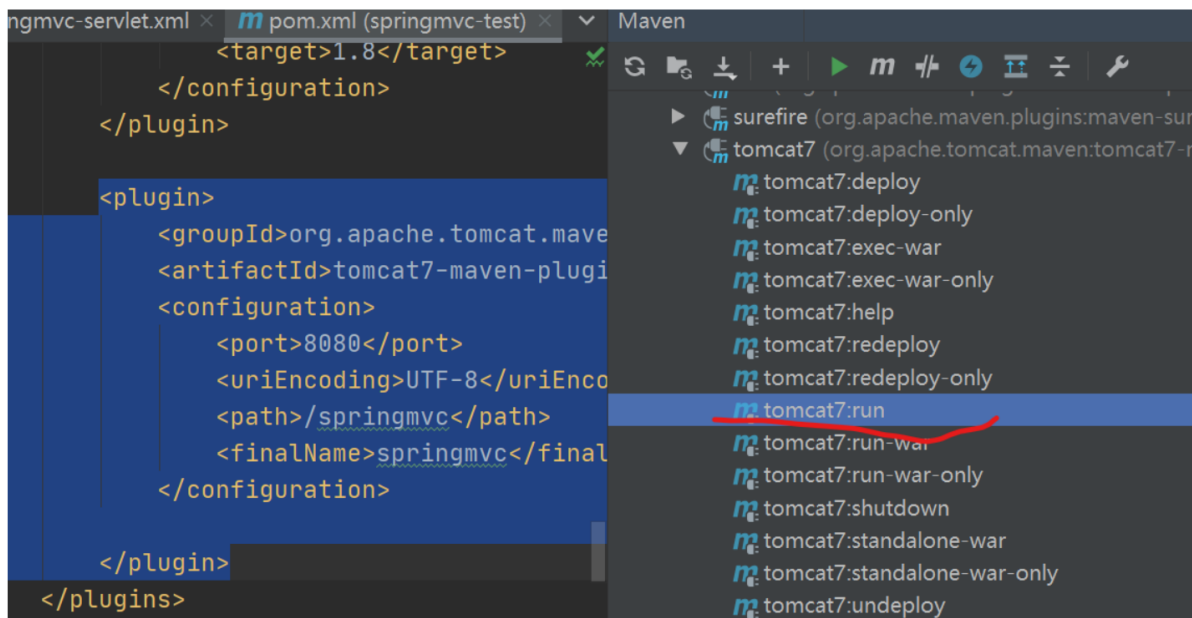 ngmvc-servlet.xml
pom.xml (springmvc-test)
<target>1.8</target>
</configuration>
</plugin>
<plugin>
<groupId>org.apache.tomcat.mave
<artifactId>tomcat7-maven-plugi
<configuration>
<port>8080</port>
<uriEncoding>UTF-8</uriEnco
<path>/springmvc</path>
<finalName>springmvc</final
</configuration>
</plugin>
</plugins>
Maven
surefire (org.apache.maven.plugins:maven-sur
tomcat7 (org.apache.tomcat.maven:tomcat7-r
tomcat7:deploy
tomcat7:deploy-only
tomcat7:exec-war
tomcat7:exec-war-only
tomcat7:help
tomcat7:redeploy
tomcat7:redeploy-only
tomcat7:run
tomcat7:run-war
tomcat7:run-war-only
tomcat7:shutdown
tomcat7:standalone-war
tomcat7:standalone-war-only
tomcat7:undeploy